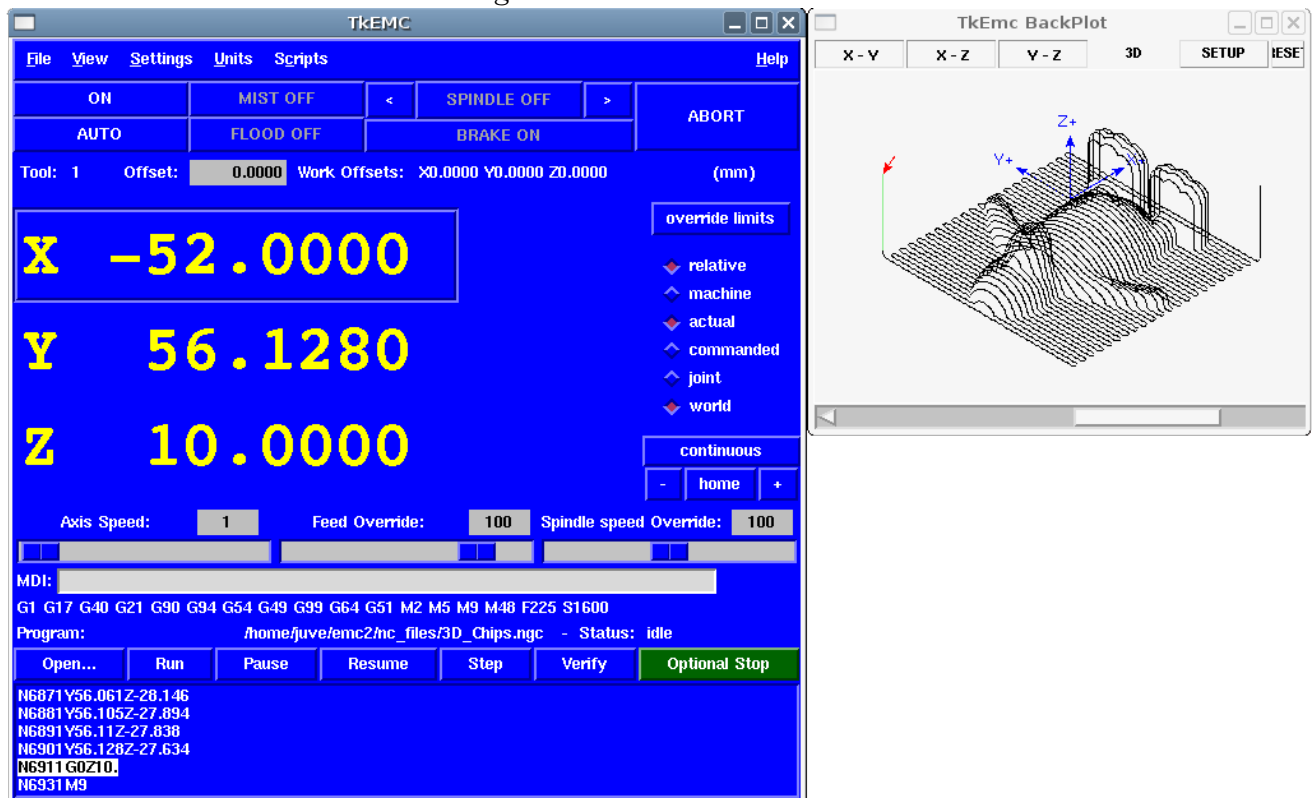 TkEMC
File View Settings Units Scripts Help
ON MIST OFF < SPINDLE OFF > ABORT
AUTO FLOOD OFF BRAKE ON
Tool: 1 Offset: 0.0000 Work Offsets: X0.0000 Y0.0000 Z0.0000 (mm)
override limits
X -52.0000
relative
machine
Y 56.1280
actual
commanded
joint
world
Z 10.0000
continuous
- home +
Axis Speed: 1 Feed Override: 100 Spindle speed Override: 100
MDI:
G1 G17 G40 G21 G90 G94 G54 G49 G99 G64 G51 M2 M5 M9 M48 F225 S1600
Program: /home/juve/emc2/nc_files/3D_Chips.ngc - Status: idle
Open... Run Pause Resume Step Verify Optional Stop
N6871Y56.061Z-28.146
N6881Y56.105Z-27.894
N6891Y56.11Z-27.838
N6901Y56.128Z-27.634
N6911G0Z10.
N6931M9
TkEmc BackPlot
X - Y X - Z Y - Z 3D SETUP
Z+
Y+ X+